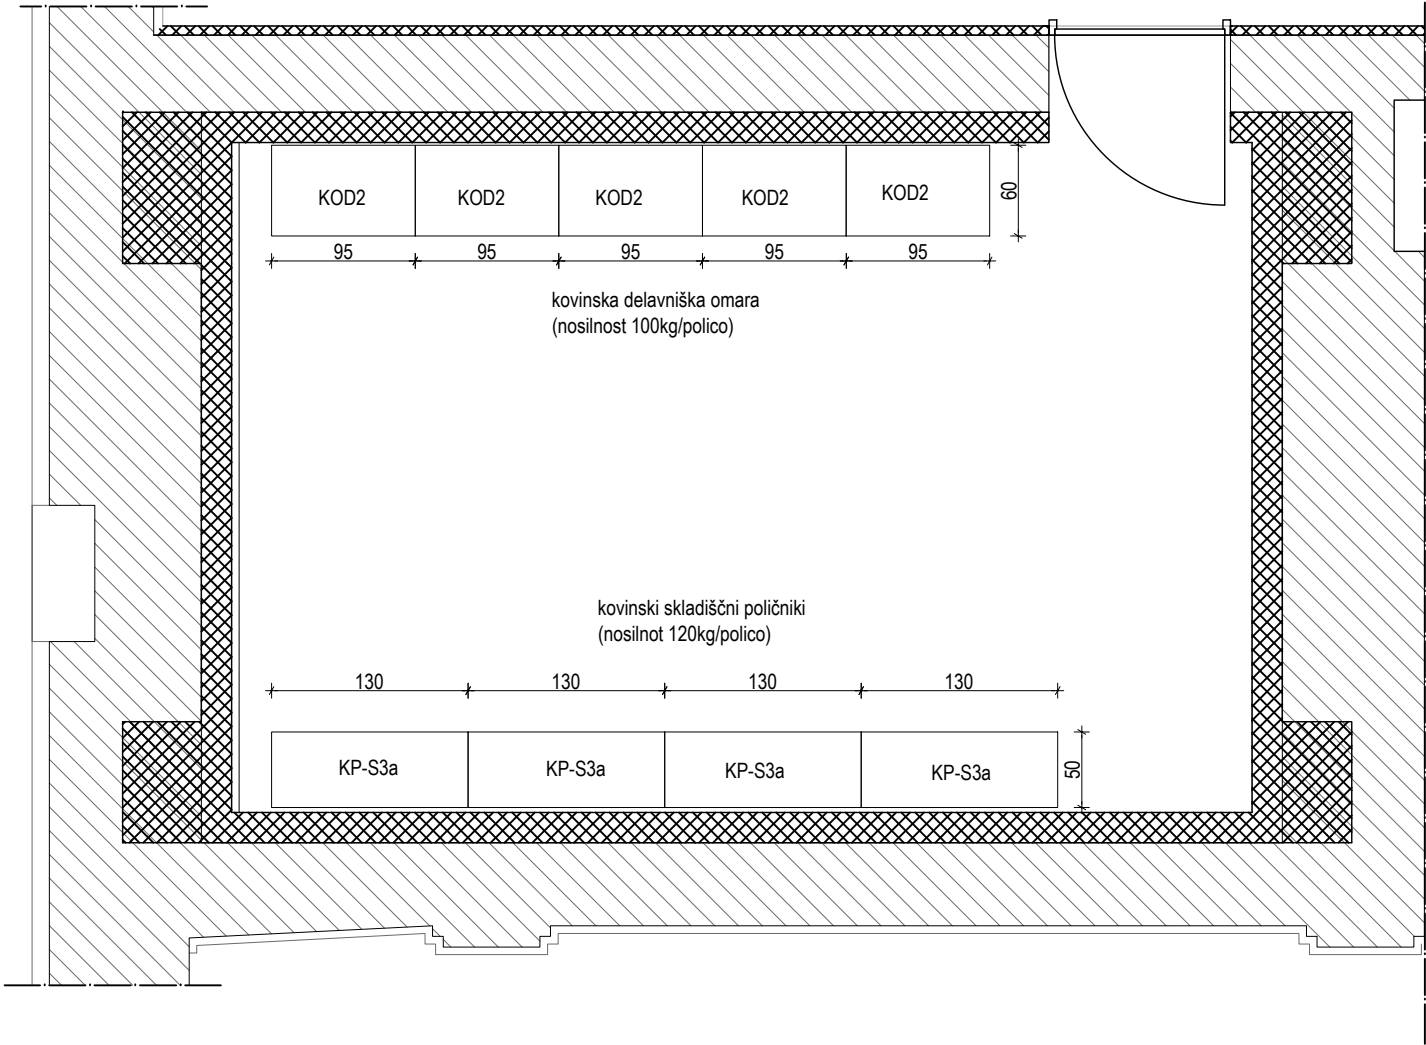 KOD2 KOD2 KOD2 KOD2 KOD2
60
95 95 95 95 95
kovinska delavniška omara
(nosilnost 100kg/polico)
kovinski skladiščni poličniki
(nosilnot 120kg/polico)
130 130 130 130
KP-S3a KP-S3a KP-S3a KP-S3a
50